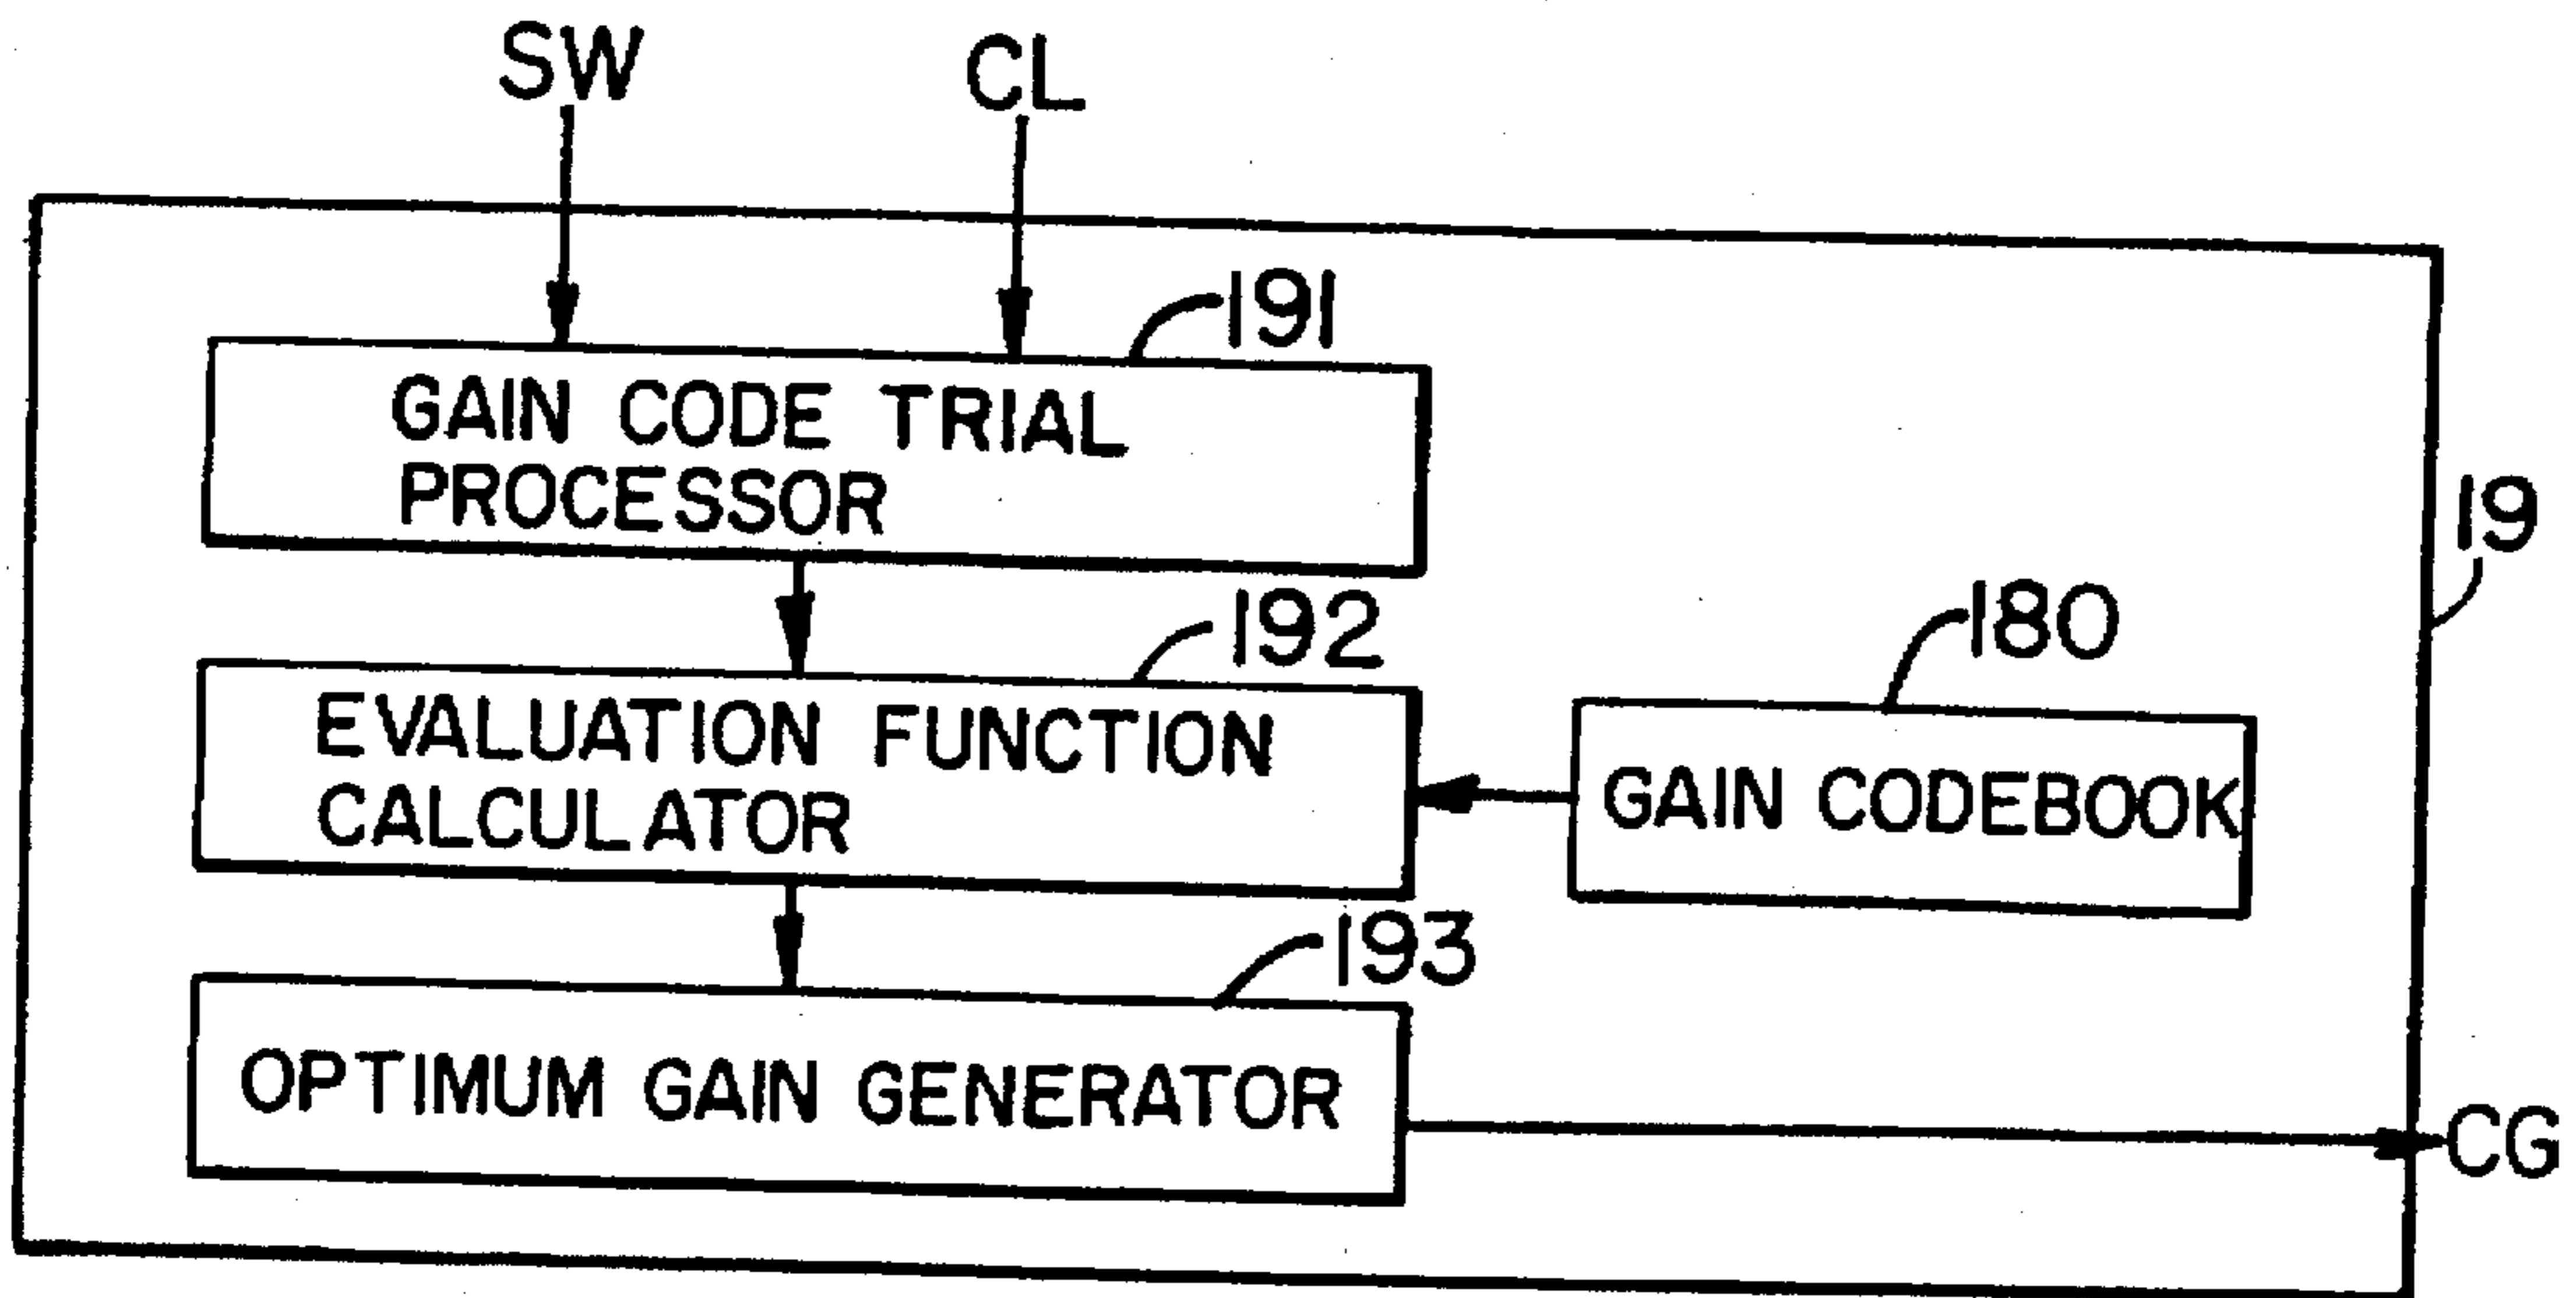 SW
CL
191
GAIN CODE TRIAL
PROCESSOR
19
192
180
EVALUATION FUNCTION
CALCULATOR
GAIN CODEBOOK
193
OPTIMUM GAIN GENERATOR
CG